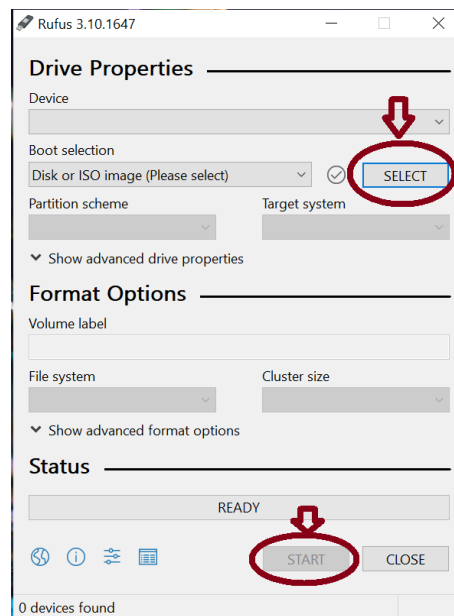 Rufus 3.10.1647
Drive Properties
Device
Boot selection
Disk or ISO image (Please select)
SELECT
Partition scheme
Target system
Show advanced drive properties
Format Options
Volume label
File system
Cluster size
Show advanced format options
Status
READY
START
CLOSE
0 devices found